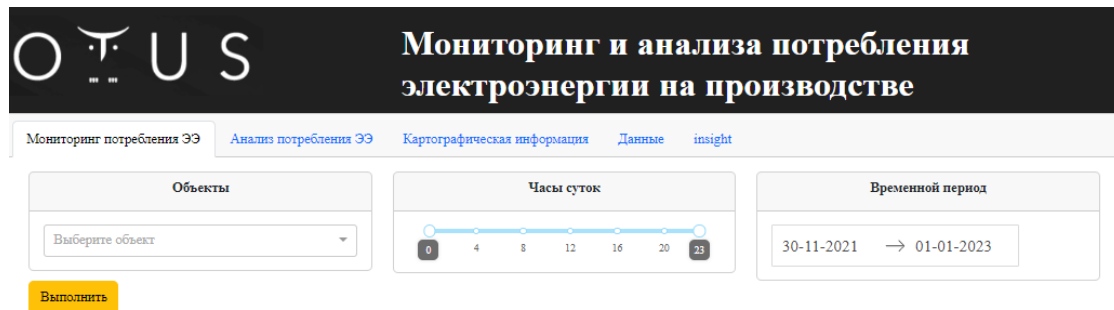 OTUS
Мониторинг и анализа потребления
электроэнергии на производстве
Мониторинг потребления ЭЭ Анализ потребления ЭЭ Картографическая информация Данные insight
Объекты Часы суток Временной период
Выберите объект
0 4 8 12 16 20 23
30-11-2021 → 01-01-2023
Выполнить